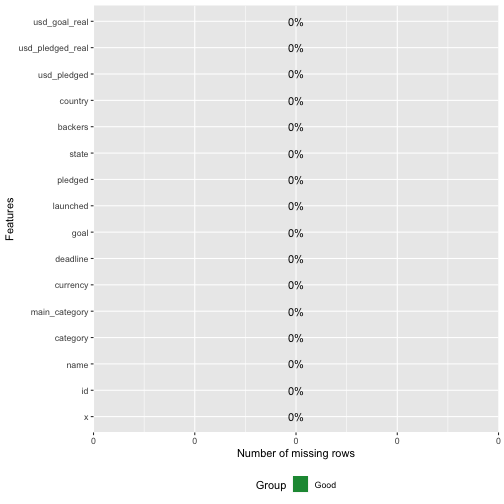 usd_goal_real 0%
usd_pledged_real 0%
usd_pledged 0%
country 0%
backers 0%
state 0%
pledged 0%
launched 0%
goal 0%
deadline 0%
currency 0%
main_category 0%
category 0%
name 0%
id 0%
x 0%
Features
0 0 0 0 0
Number of missing rows
Group Good